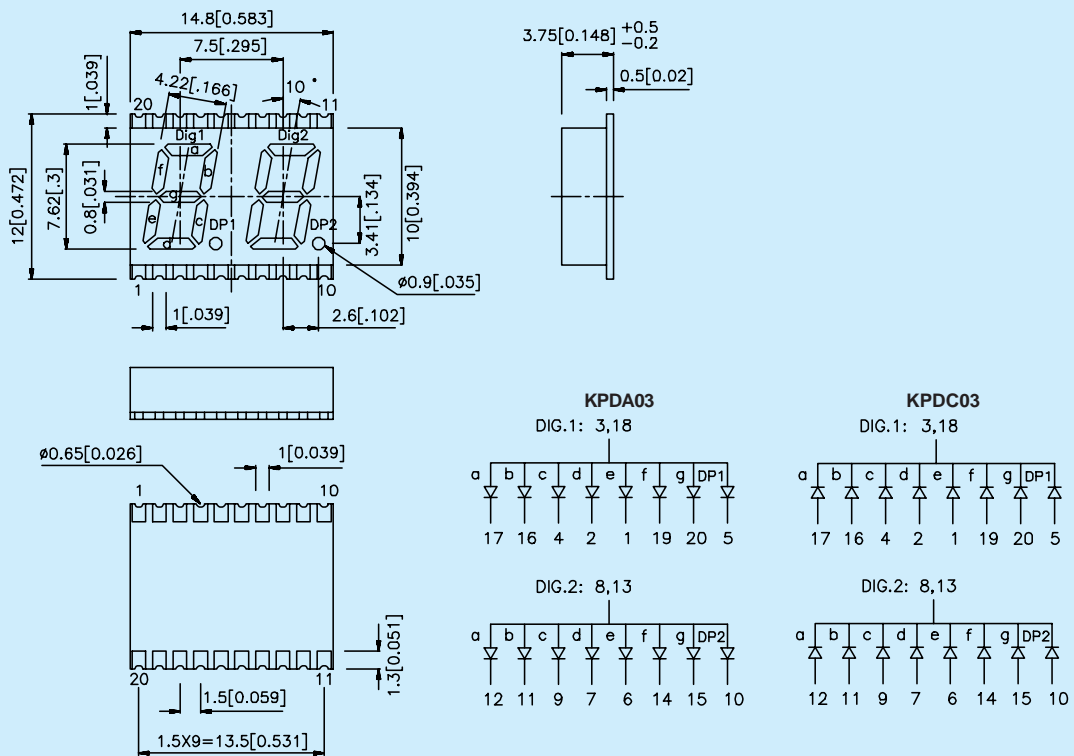 14.8[0.583]
7.5[.295]
4.22[.166]
10°
1[.039]
20
11
Dig1
Dig2
a
f
b
g
e
c
d
DP1
DP2
12[0.472]
7.62[.3]
0.8[.031]
3.41[.134]
10[0.394]
1
10
ø0.9[.035]
1[.039]
2.6[.102]
3.75[0.148] +0.5 -0.2
0.5[0.02]
ø0.65[0.026]
1[0.039]
1
10
20
11
1.3[0.051]
1.5[0.059]
1.5X9=13.5[0.531]
KPDA03
DIG.1: 3,18
a b c d e f g DP1
17 16 4 2 1 19 20 5
DIG.2: 8,13
a b c d e f g DP2
12 11 9 7 6 14 15 10
KPDC03
DIG.1: 3,18
a b c d e f g DP1
17 16 4 2 1 19 20 5
DIG.2: 8,13
a b c d e f g DP2
12 11 9 7 6 14 15 10